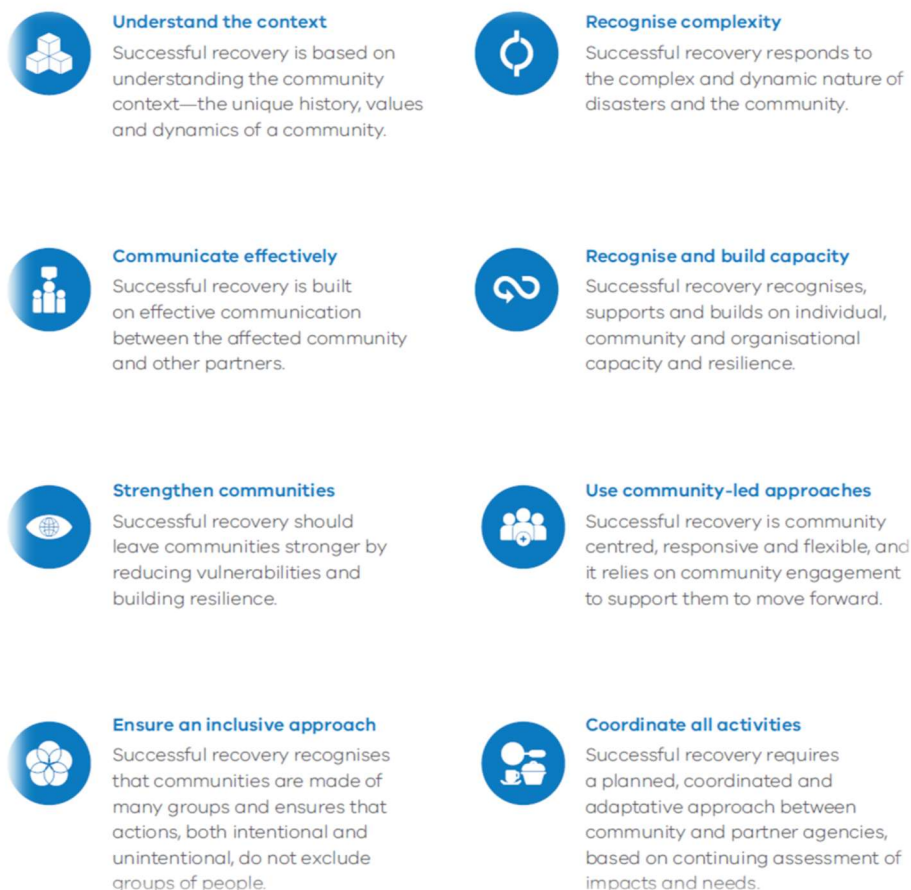 Understand the context
Successful recovery is based on
understanding the community
context—the unique history, values
and dynamics of a community.
Recognise complexity
Successful recovery responds to
the complex and dynamic nature of
disasters and the community.
Communicate effectively
Successful recovery is built
on effective communication
between the affected community
and other partners.
Recognise and build capacity
Successful recovery recognises,
supports and builds on individual,
community and organisational
capacity and resilience.
Strengthen communities
Successful recovery should
leave communities stronger by
reducing vulnerabilities and
building resilience.
Use community-led approaches
Successful recovery is community
centred, responsive and flexible, and
it relies on community engagement
to support them to move forward.
Ensure an inclusive approach
Successful recovery recognises
that communities are made of
many groups and ensures that
actions, both intentional and
unintentional, do not exclude
groups of people.
Coordinate all activities
Successful recovery requires
a planned, coordinated and
adaptative approach between
community and partner agencies,
based on continuing assessment of
impacts and needs.